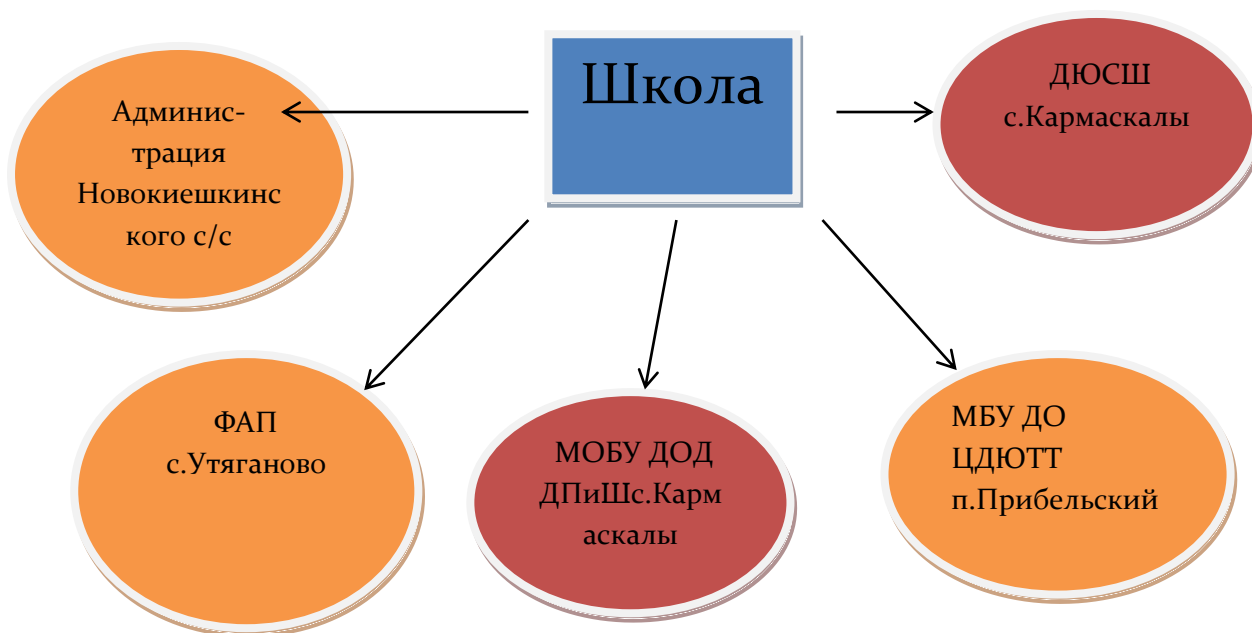 Школа
Админис-
трация
Новокиешкинс
кого с/с
ДЮСШ
с.Кармаскалы
ФАП
с.Утяганово
МОБУ ДОД
ДПиШс.Карм
аскалы
МБУ ДО
ЦДЮТТ
п.Прибельский